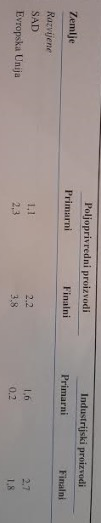 Poljoprivredni proizvodi Industrijski proizvodi
Zemlje Primarni Finalni Primarni Finalni
Razvijene
SAD 1,1 2,2 1,6 2,7
Evropska Unija 2,3 3,8 0,2 1,8